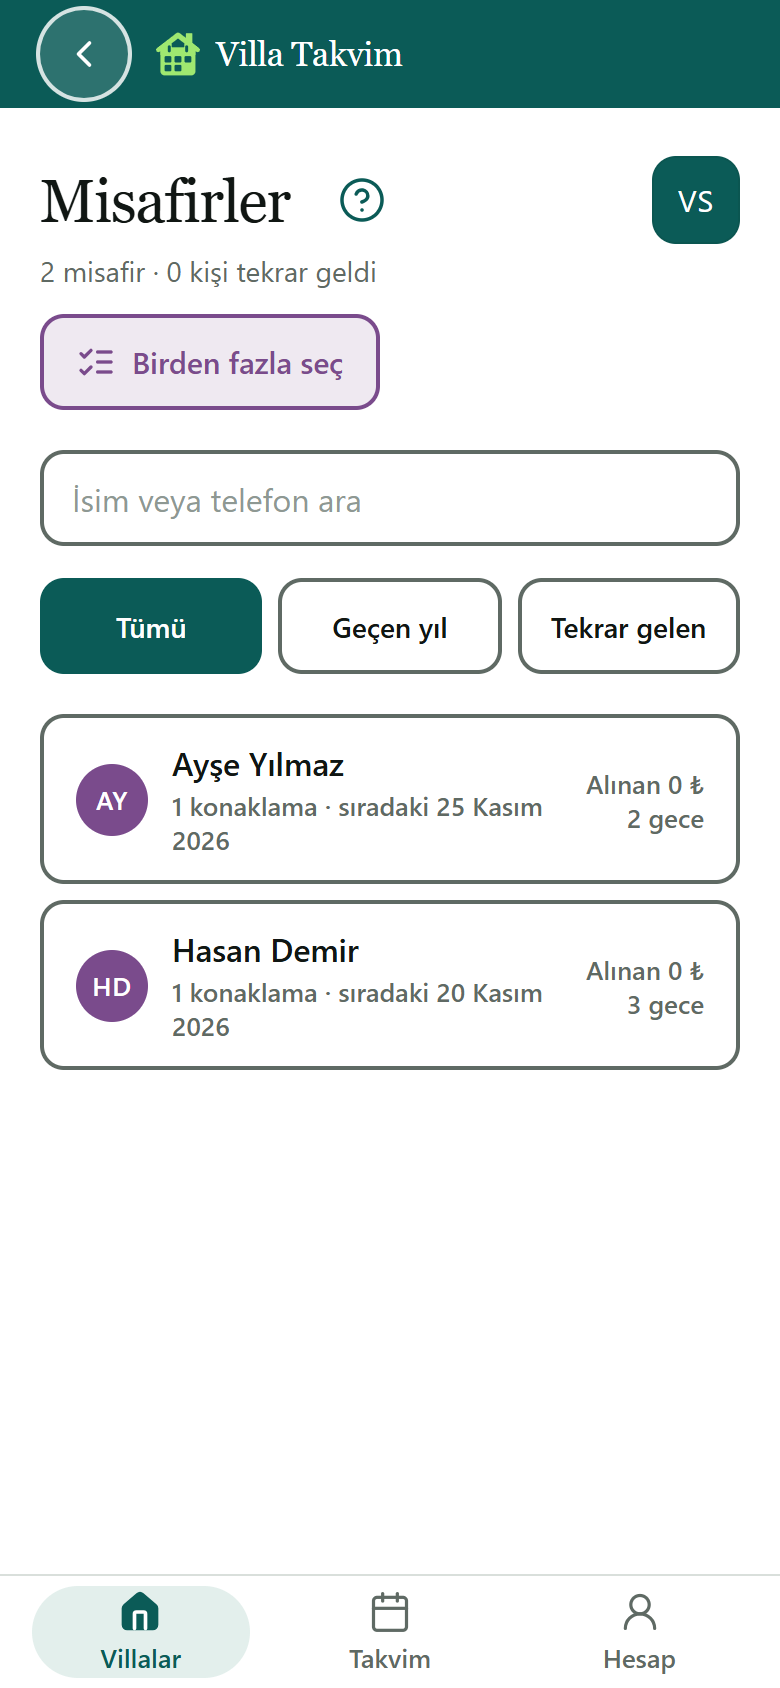 Villa Takvim
Misafirler
VS
2 misafir · 0 kişi tekrar geldi
Birden fazla seç
İsim veya telefon ara
Tümü
Geçen yıl
Tekrar gelen
AY
Ayşe Yılmaz
1 konaklama · sıradaki 25 Kasım
2026
Alınan 0 ₺
2 gece
HD
Hasan Demir
1 konaklama · sıradaki 20 Kasım
2026
Alınan 0 ₺
3 gece
Villalar
Takvim
Hesap